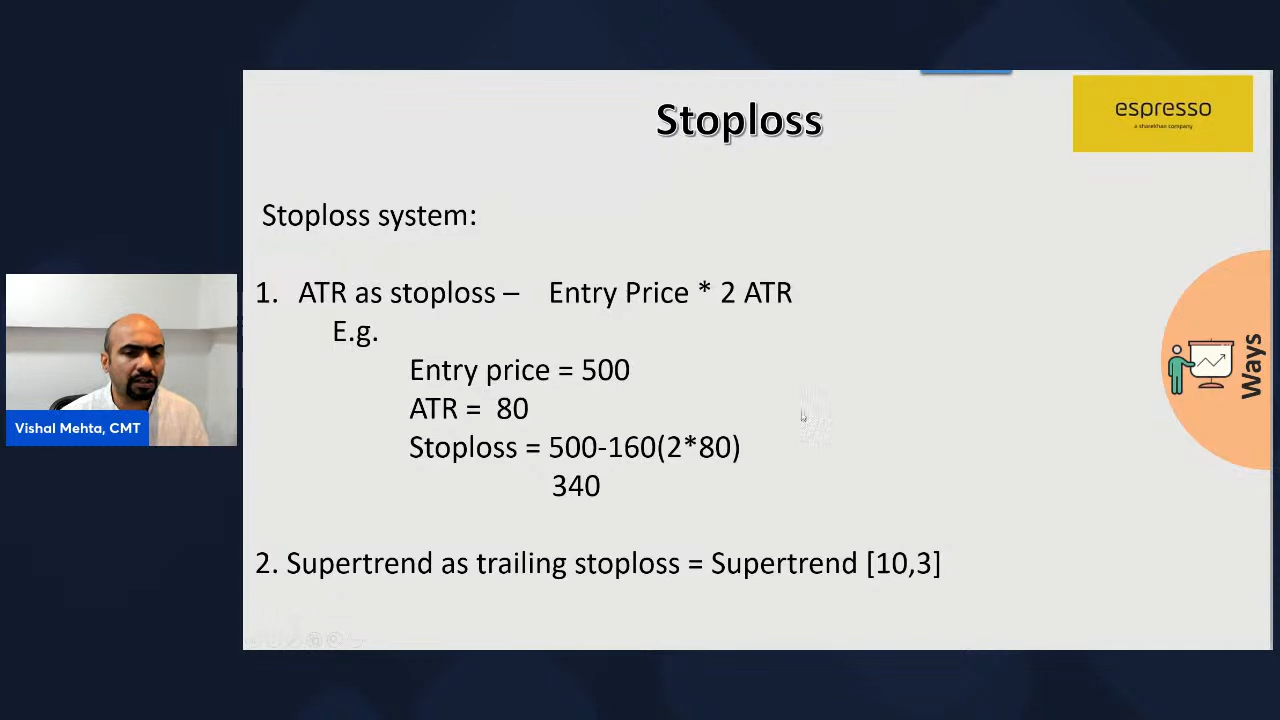 Stoploss
espresso
a sharekhan company
Stoploss system:
1. ATR as stoploss – Entry Price * 2 ATR
E.g.
Entry price = 500
ATR = 80
Stoploss = 500-160(2*80)
340
2. Supertrend as trailing stoploss = Supertrend [10,3]
Ways
Vishal Mehta, CMT